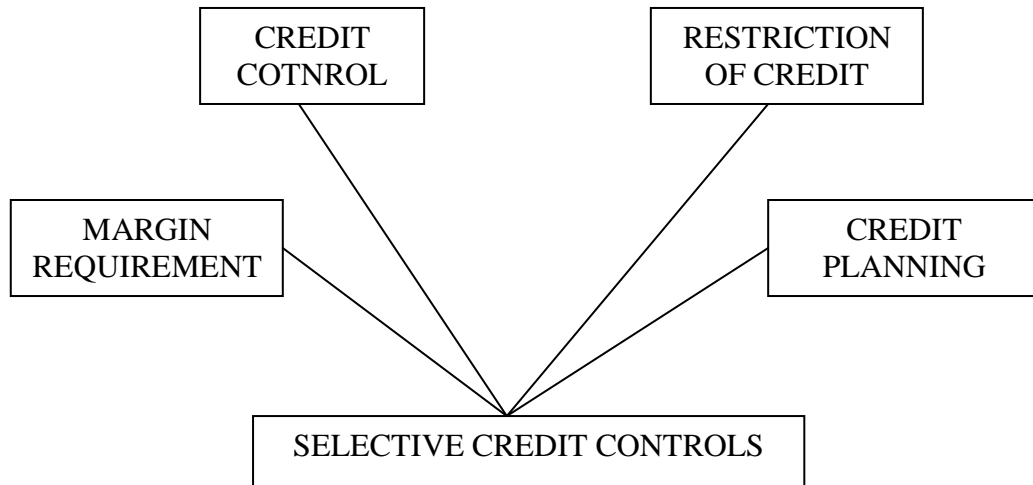 CREDIT
COTNROL
RESTRICTION
OF CREDIT
MARGIN
REQUIREMENT
CREDIT
PLANNING
SELECTIVE CREDIT CONTROLS